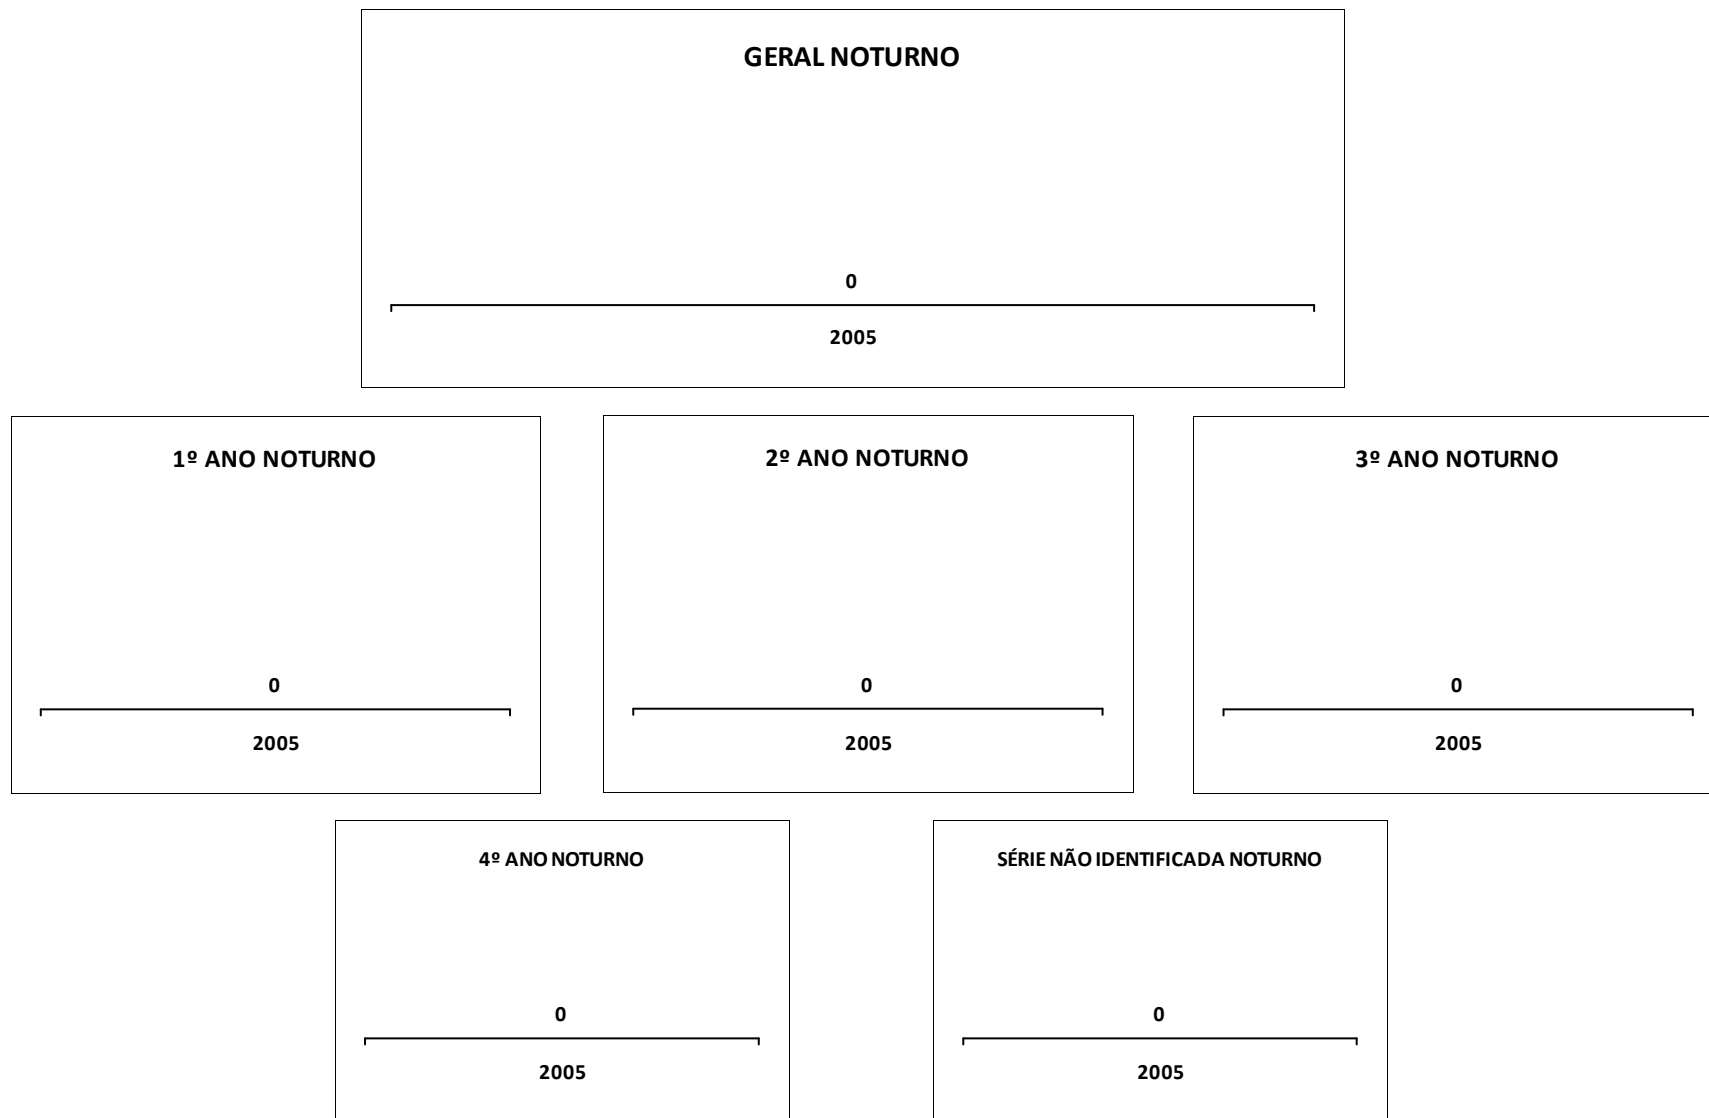 GERAL NOTURNO
0
2005
1º ANO NOTURNO
0
2005
2º ANO NOTURNO
0
2005
3º ANO NOTURNO
0
2005
4º ANO NOTURNO
0
2005
SÉRIE NÃO IDENTIFICADA NOTURNO
0
2005